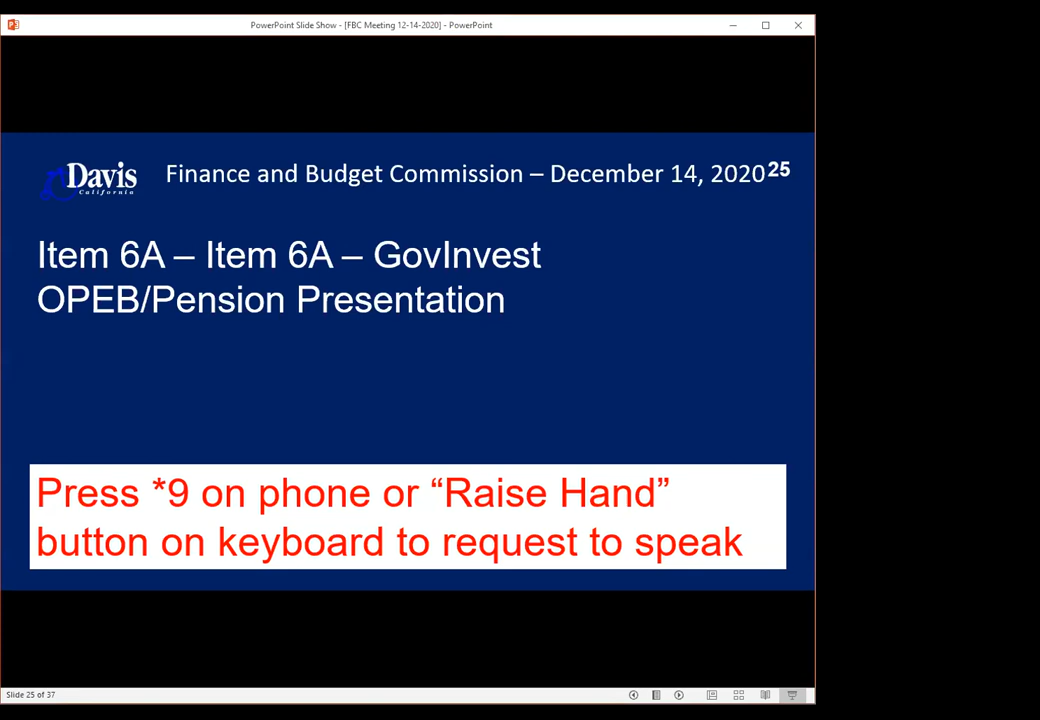 PowerPoint Slide Show - [FBC Meeting 12-14-2020] - PowerPoint
Davis
California
Finance and Budget Commission – December 14, 2020
25
Item 6A – Item 6A – GovInvest
OPEB/Pension Presentation
Press *9 on phone or “Raise Hand”
button on keyboard to request to speak
Slide 25 of 37